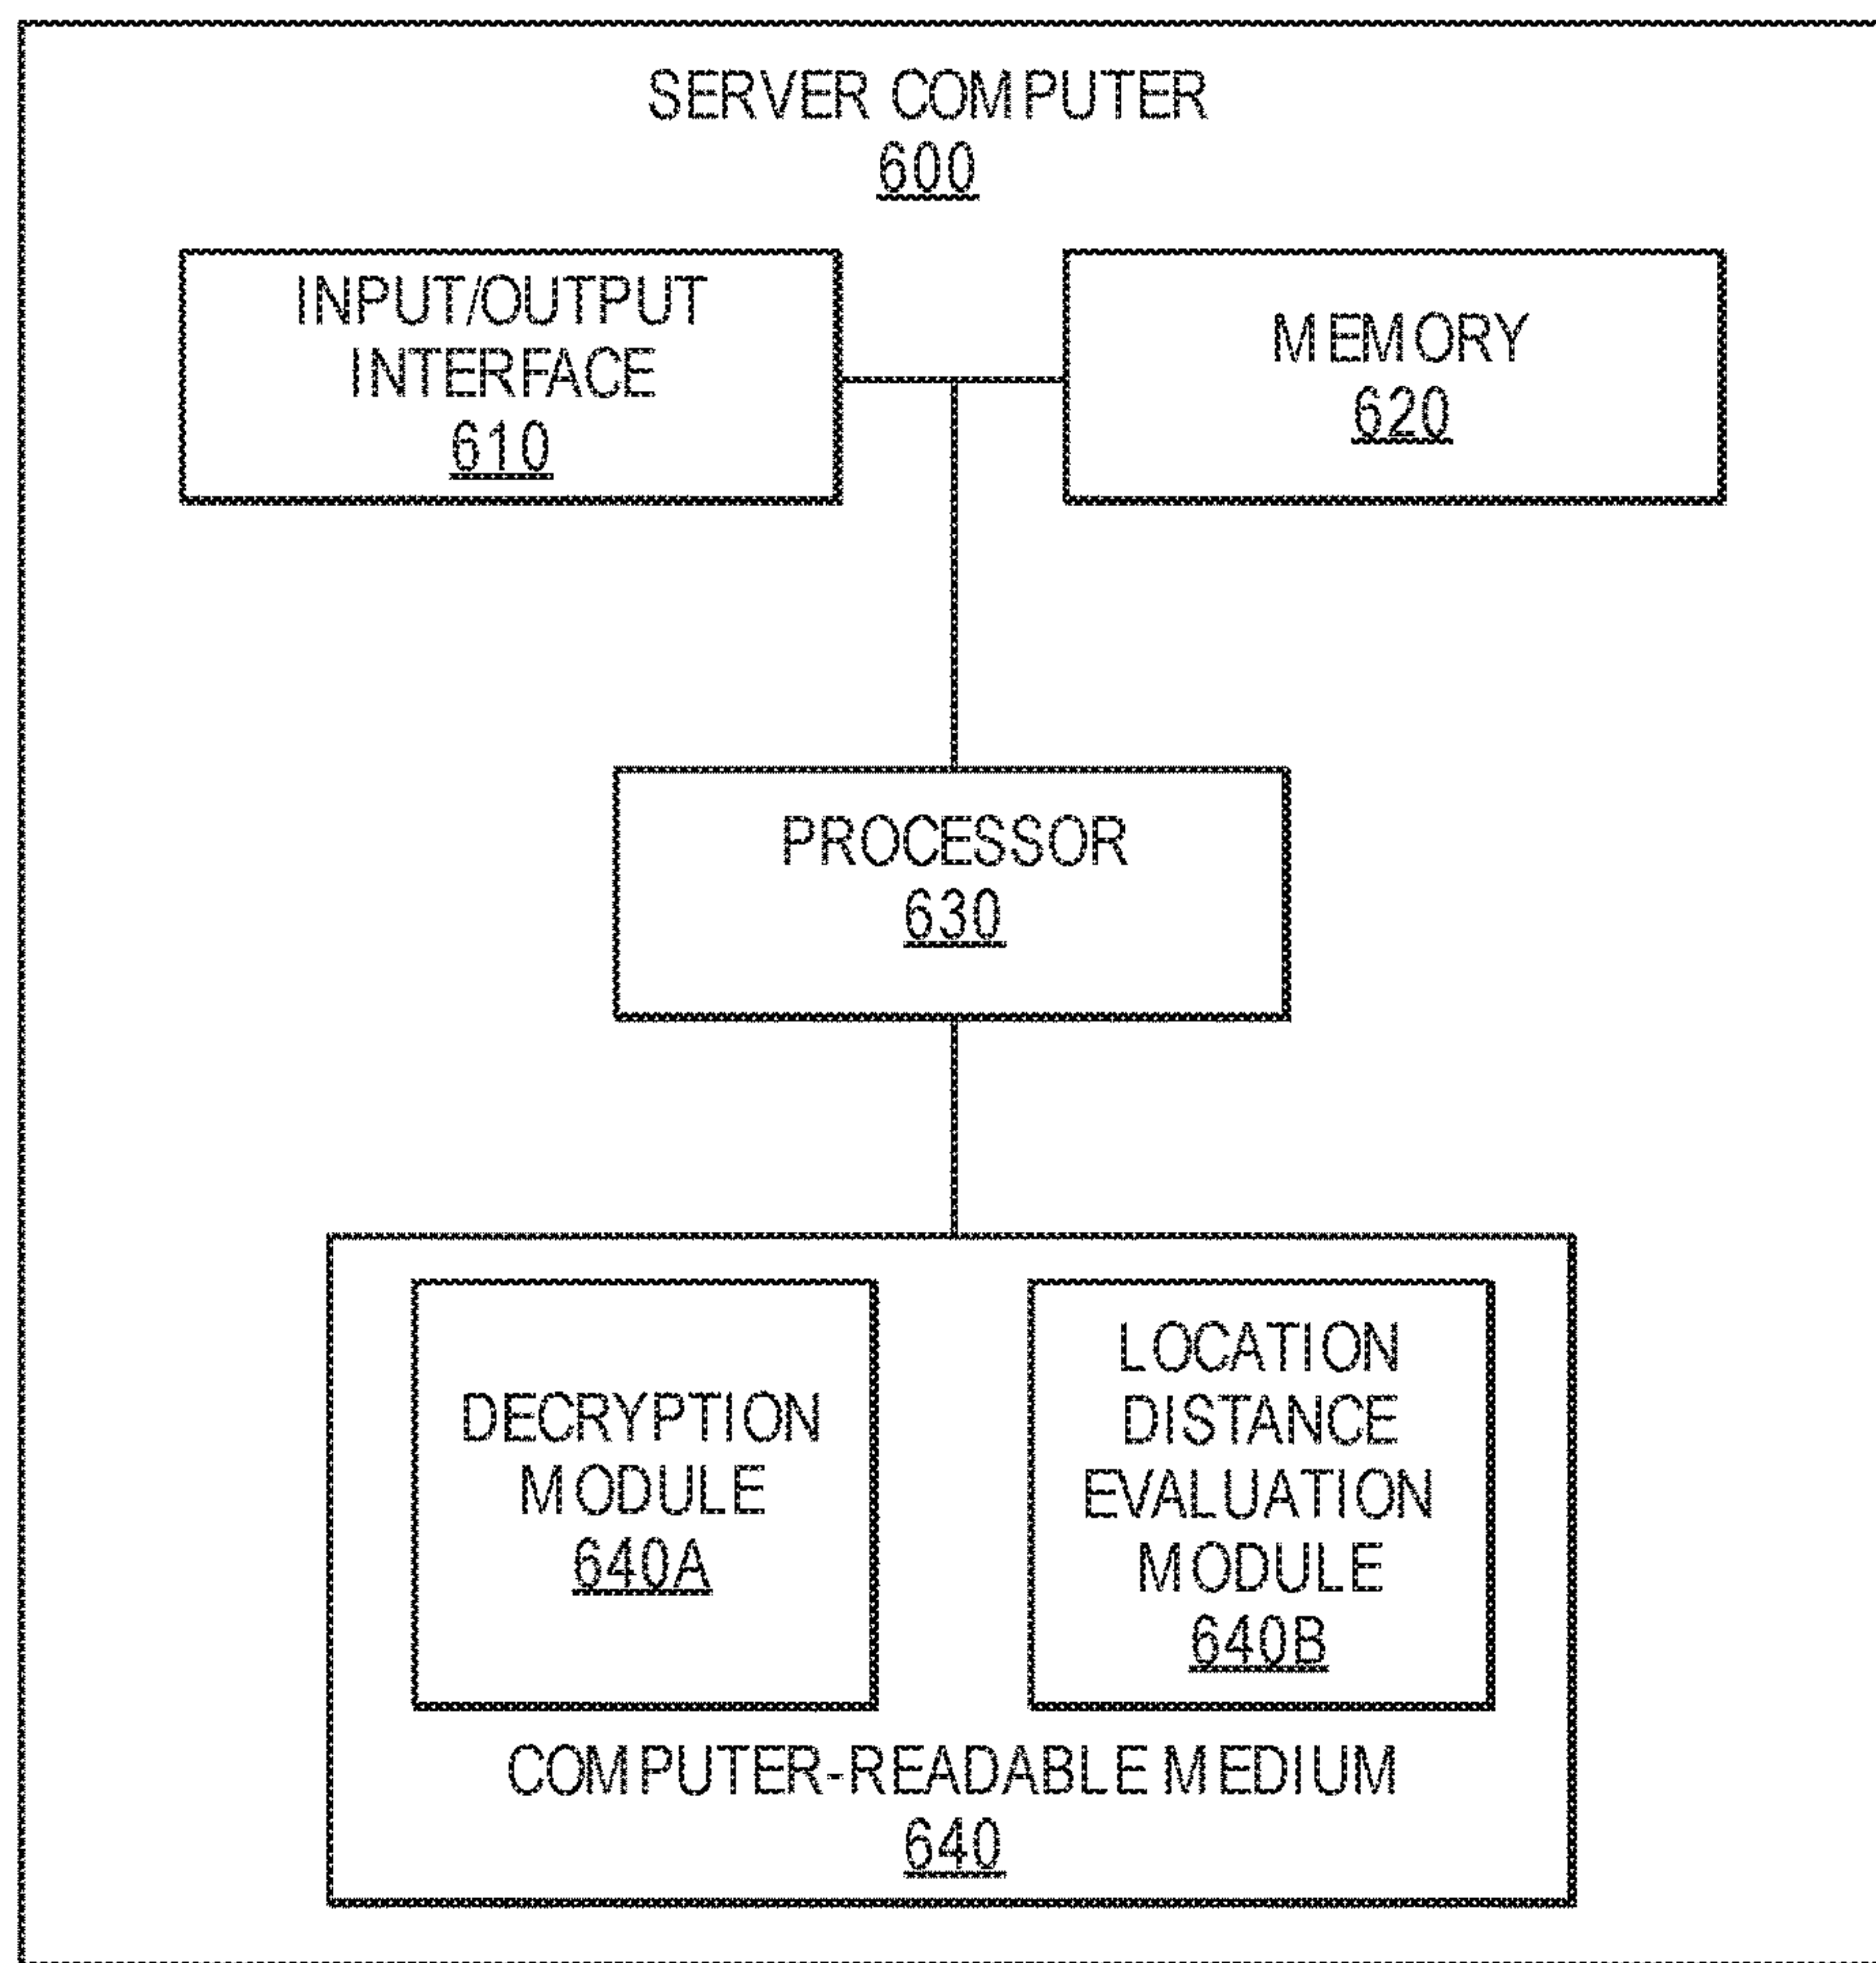 SERVER COMPUTER
600
INPUT/OUTPUT
INTERFACE
610
MEMORY
620
PROCESSOR
630
DECRYPTION
MODULE
640A
LOCATION
DISTANCE
EVALUATION
MODULE
640B
COMPUTER-READABLE MEDIUM
640